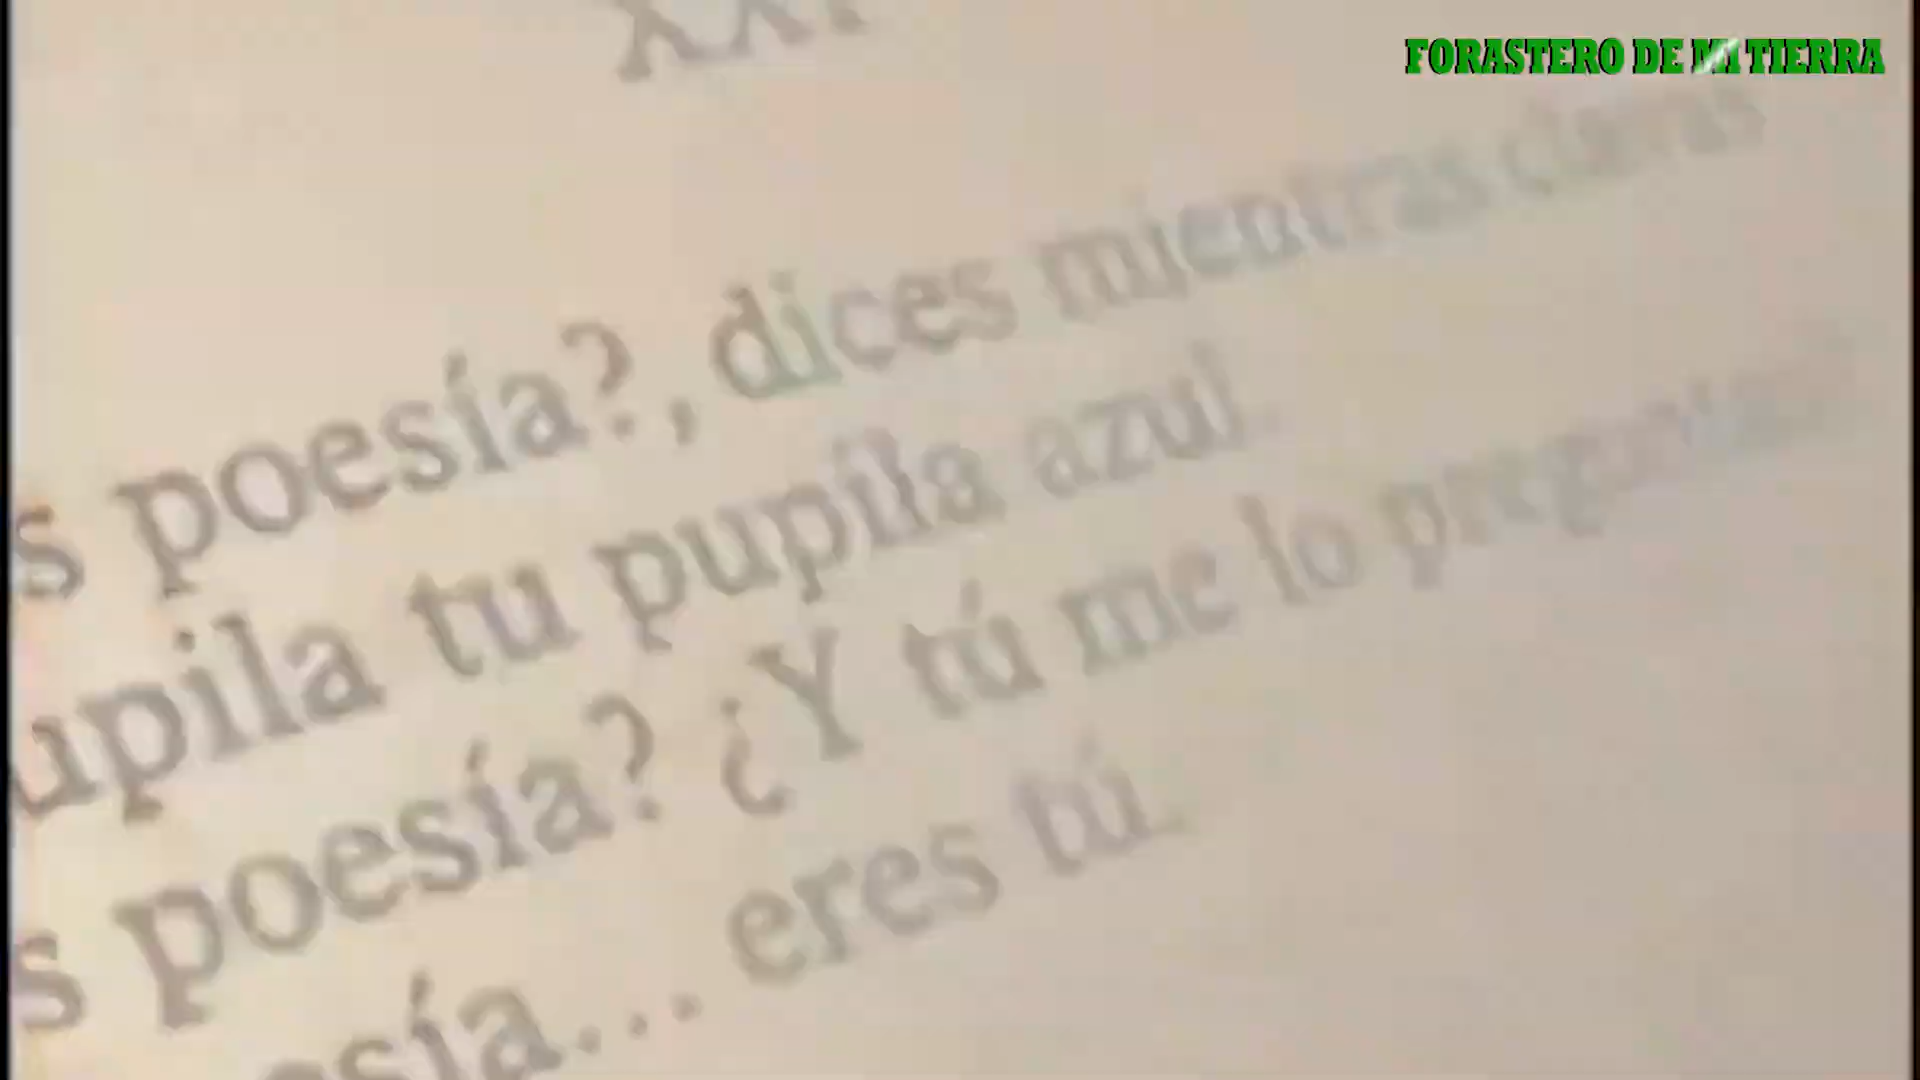 FORASTERO DE MI TIERRA
XXI
s poesía?, dices mientras clavas
upila tu pupila azul.
s poesía? ¿Y tú me lo preguntas?
esía... eres tú.